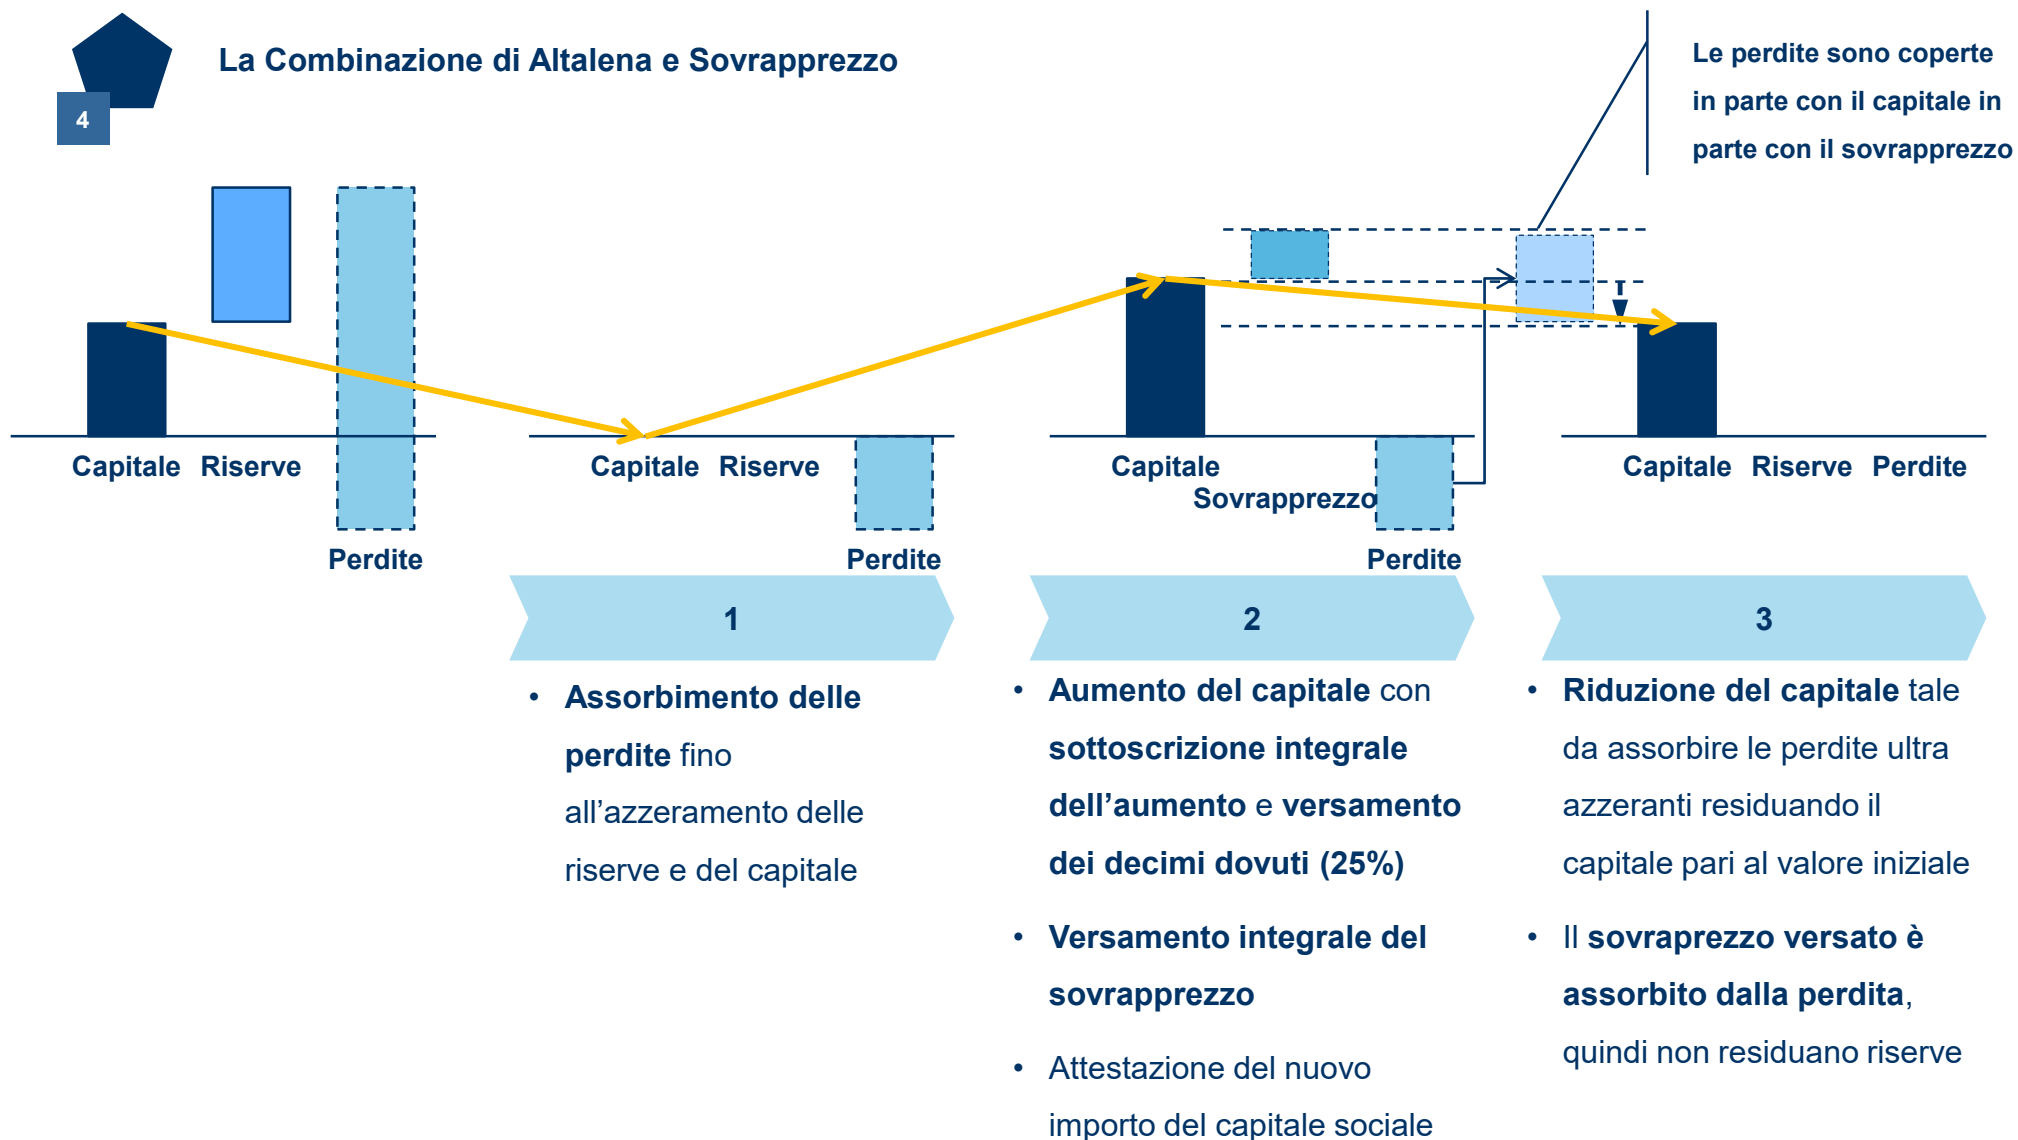 La Combinazione di Altalena e Sovrapprezzo
4
Le perdite sono coperte
in parte con il capitale in
parte con il sovrapprezzo
Capitale Riserve
Perdite
Capitale Riserve
Perdite
Capitale
Sovrapprezzo
Perdite
Capitale Riserve Perdite
1
• Assorbimento delle
perdite fino
all’azzeramento delle
riserve e del capitale
2
• Aumento del capitale con
sottoscrizione integrale
dell’aumento e versamento
dei decimi dovuti (25%)
• Versamento integrale del
sovrapprezzo
• Attestazione del nuovo
importo del capitale sociale
3
• Riduzione del capitale tale
da assorbire le perdite ultra
azzeranti residuando il
capitale pari al valore iniziale
• Il sovraprezzo versato è
assorbito dalla perdita,
quindi non residuano riserve